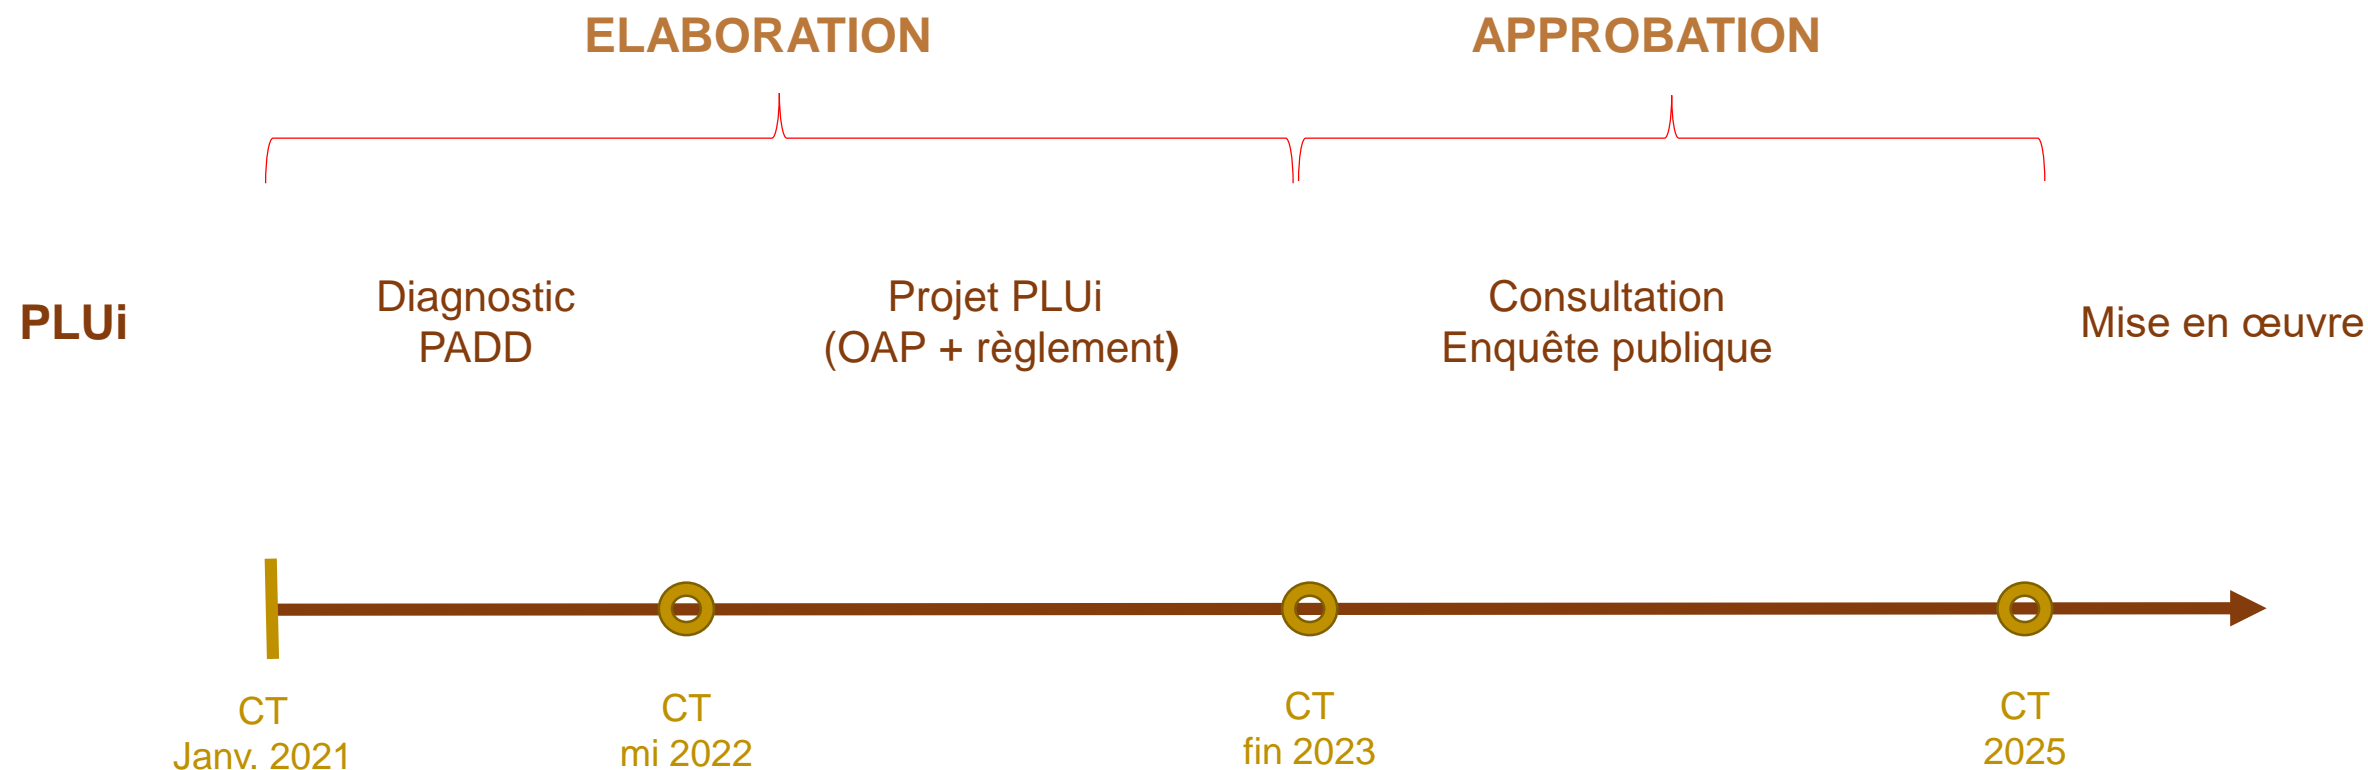 ELABORATION
APPROBATION
PLUi
Diagnostic
PADD
Projet PLUi
(OAP + règlement)
Consultation
Enquête publique
Mise en œuvre
CT
Janv. 2021
CT
mi 2022
CT
fin 2023
CT
2025